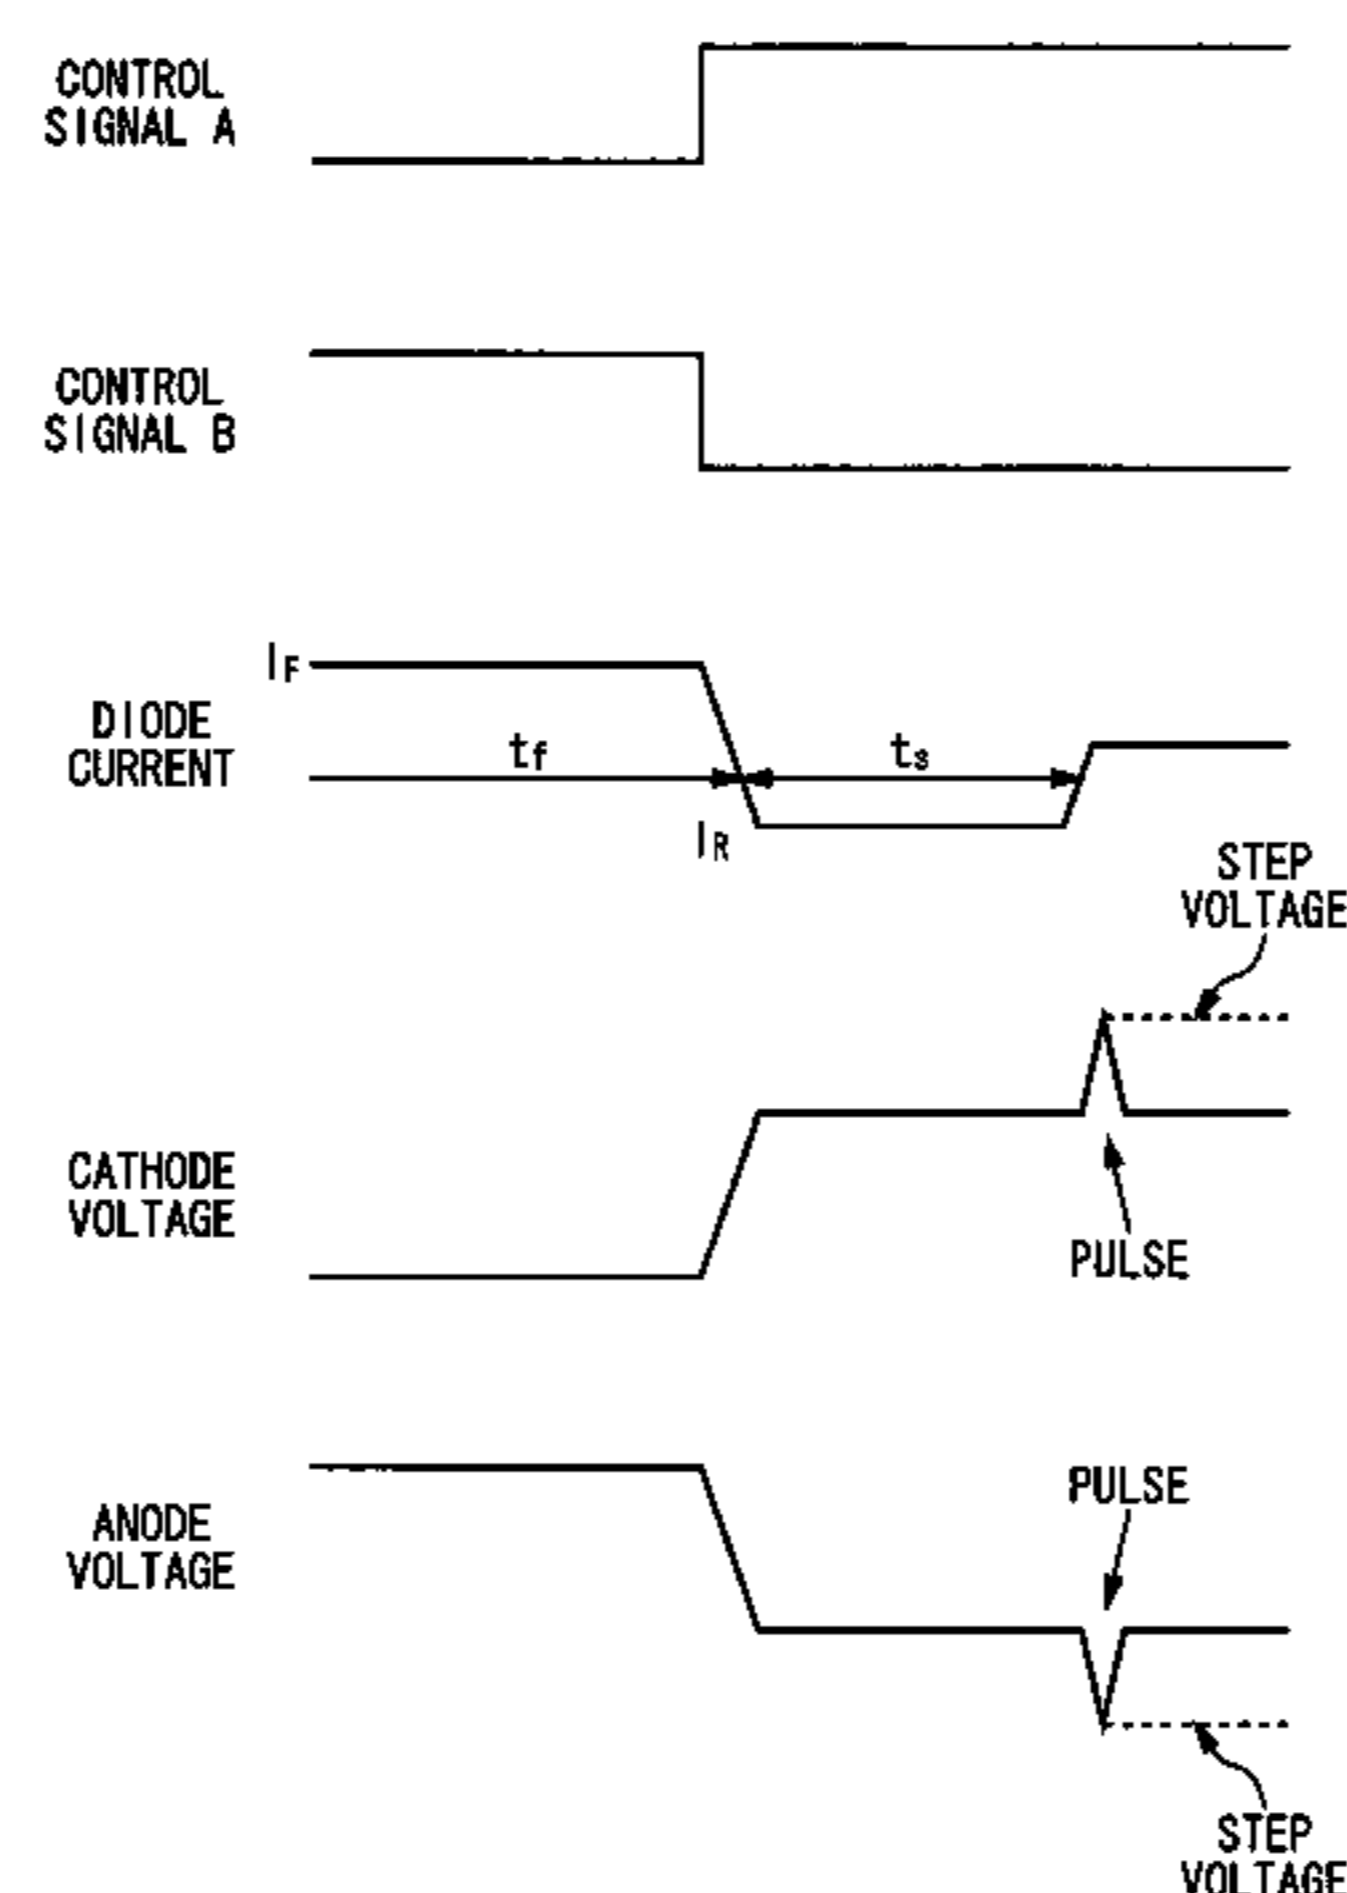 CONTROL
SIGNAL A
CONTROL
SIGNAL B
IF
DIODE
CURRENT
tf
ts
IR
STEP
VOLTAGE
CATHODE
VOLTAGE
PULSE
ANODE
VOLTAGE
PULSE
STEP
VOLTAGE